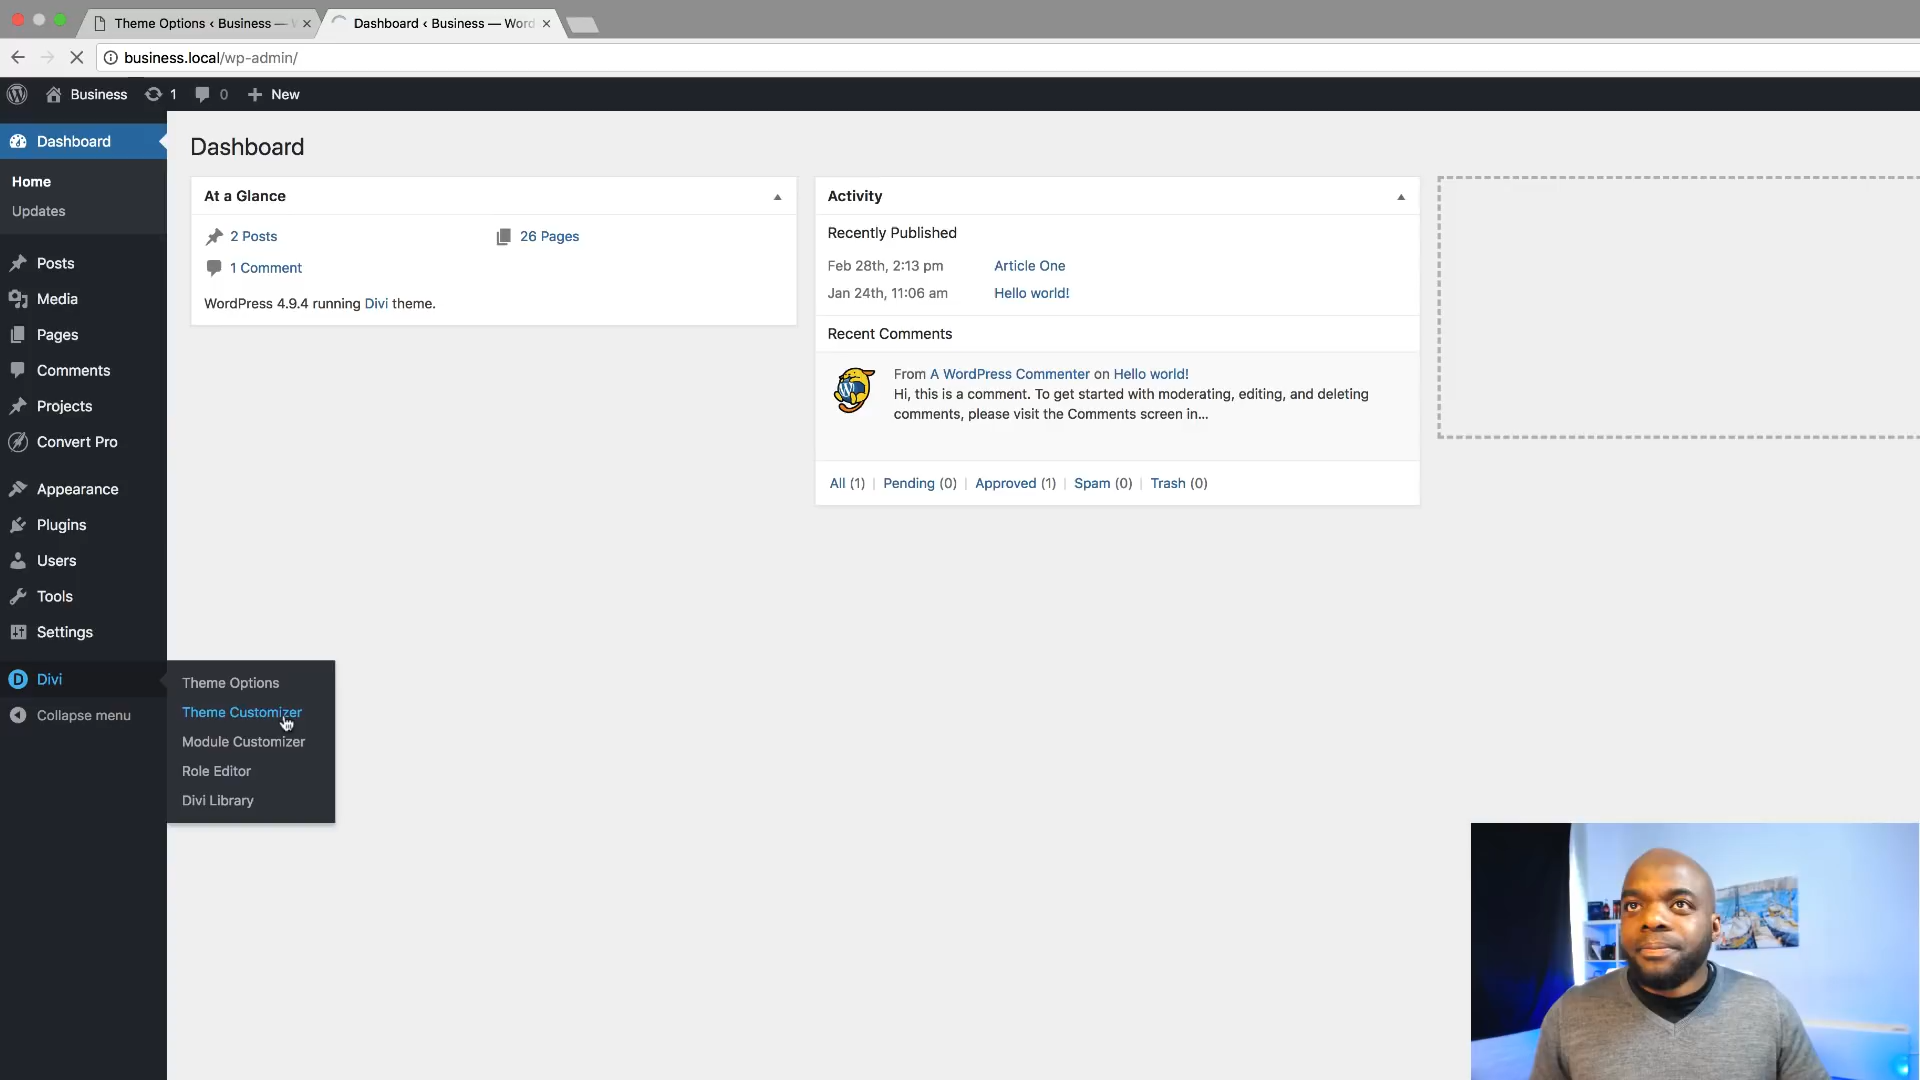 Theme Options ‹ Business —
Dashboard ‹ Business — Word
business.local/wp-admin/
Business
1
0
New
Dashboard
Home
Updates
Posts
Media
Pages
Comments
Projects
Convert Pro
Appearance
Plugins
Users
Tools
Settings
Divi
Collapse menu
Theme Options
Theme Customizer
Module Customizer
Role Editor
Divi Library
Dashboard
At a Glance
2 Posts
26 Pages
1 Comment
WordPress 4.9.4 running Divi theme.
Activity
Recently Published
Feb 28th, 2:13 pm Article One
Jan 24th, 11:06 am Hello world!
Recent Comments
From A WordPress Commenter on Hello world!
Hi, this is a comment. To get started with moderating, editing, and deleting
comments, please visit the Comments screen in...
All (1) | Pending (0) | Approved (1) | Spam (0) | Trash (0)